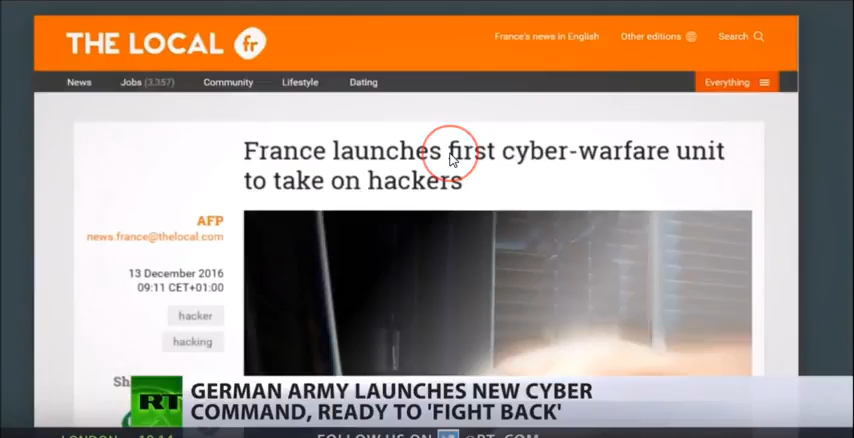 THE LOCAL fr
France's news in English
Other editions
Search
News
Jobs (3,357)
Community
Lifestyle
Dating
Everything
France launches first cyber-warfare unit
to take on hackers
AFP
news.france@thelocal.com
13 December 2016
09:11 CET+01:00
hacker
hacking
Sh
RT
GERMAN ARMY LAUNCHES NEW CYBER
COMMAND, READY TO 'FIGHT BACK'
LONDON
FOLLOW US ON